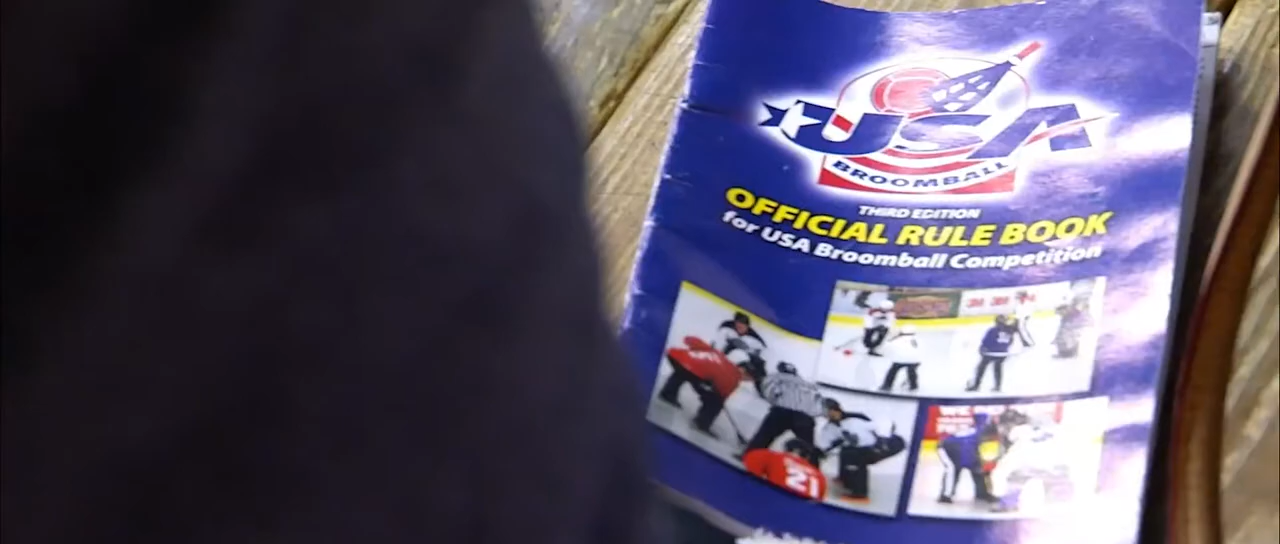 USA
BROOMBALL
THIRD EDITION
OFFICIAL RULE BOOK
for USA Broomball Competition
21